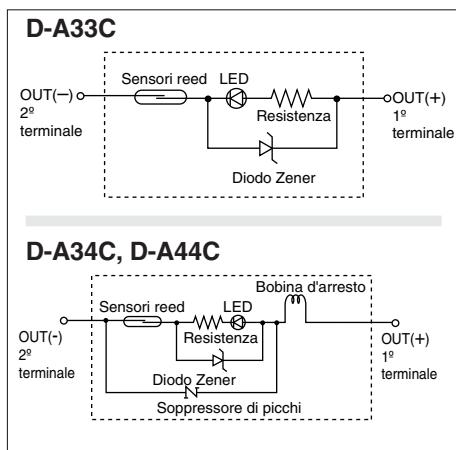 D-A33C
Sensori reed
LED
OUT(−)
2º
terminale
Resistenza
OUT(+)
1º
terminale
Diodo Zener
D-A34C, D-A44C
Bobina d'arresto
Sensori reed
LED
OUT(-)
2º
terminale
Resistenza
OUT(+)
1º
terminale
Diodo Zener
Soppressore di picchi